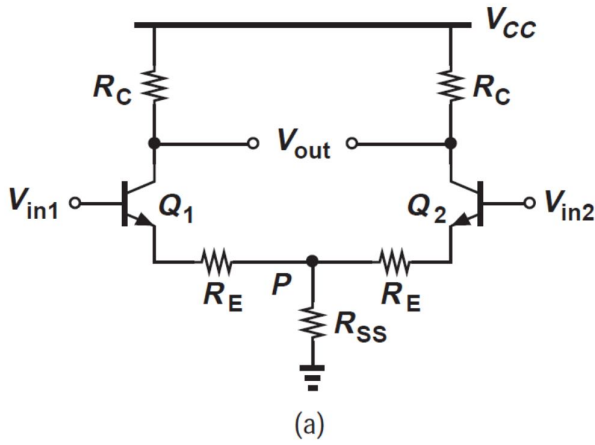 V_CC
R_C R_C
V_out
V_in1 Q_1 Q_2 V_in2
R_E P R_E
R_SS
(a)